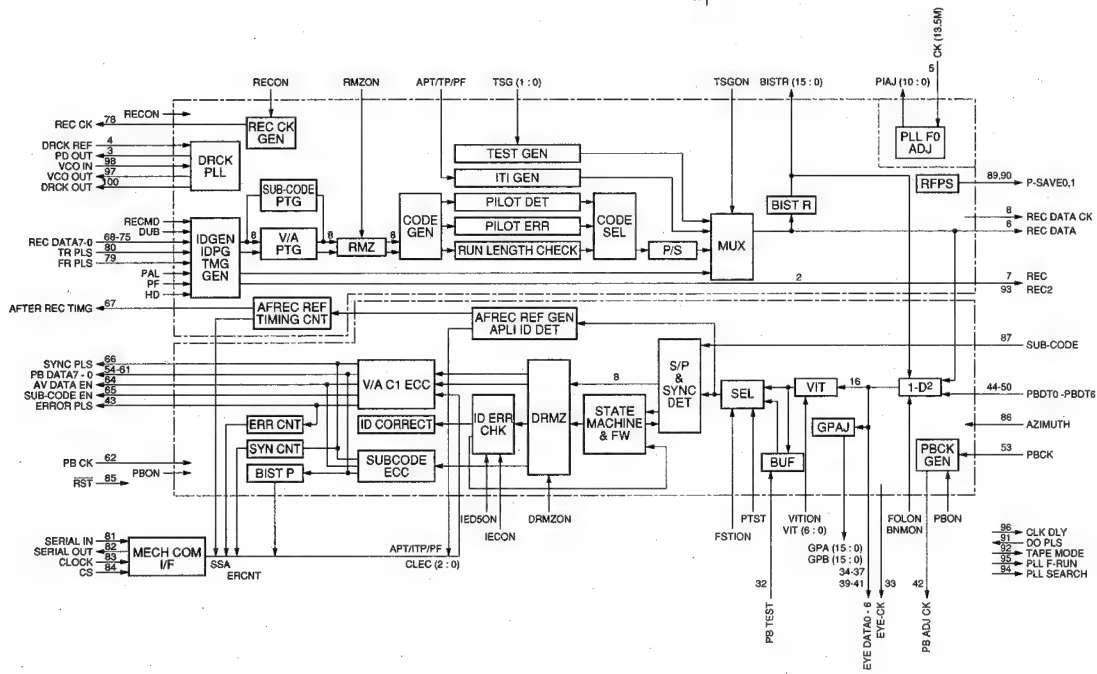 CK (13.5M)
5
RECON
RMZON
APT/TP/PF
TSG (1 : 0)
TSGON
BISTR (15 : 0)
PIAJ (10 : 0)
RECON
REC CK 78
REC CK
GEN
PLL F0
ADJ
DRCK REF 4
PD OUT 3
VCO IN 98
VCO OUT 97
DRCK OUT 100
DRCK
PLL
TEST GEN
ITI GEN
RFPS
89,90 P-SAVE0,1
SUB-CODE
PTG
PILOT DET
BIST R
8 REC DATA CK
6 REC DATA
RECMD
DUB
REC DATA7-0 68-75
TR PLS 80
FR PLS 79
PAL
PF
HD
IDGEN
IDPG
TMG
GEN
8
V/A
PTG
8
RMZ
8
CODE
GEN
PILOT ERR
RUN LENGTH CHECK
CODE
SEL
P/S
MUX
2
7 REC
93 REC2
AFTER REC TIMG 67
AFREC REF
TIMING CNT
AFREC REF GEN
APLI ID DET
87 SUB-CODE
SYNC PLS 66
PB DATA7 - 0 54-61
AV DATA EN 64
SUB-CODE EN 65
ERROR PLS 43
V/A C1 ECC
8
S/P
&
SYNC
DET
SEL
VIT
16
1-D2
44-50 PBDT0 -PBDT6
ERR CNT
ID CORRECT
ID ERR
CHK
DRMZ
STATE
MACHINE
& FW
GPAJ
86 AZIMUTH
SYN CNT
PB CK 62
PBON
RST 85
BIST P
SUBCODE
ECC
BUF
PBCK
GEN
53 PBCK
IED5ON
IECON
DRMZON
FSTION
PTST
VITION
VIT (6 : 0)
FOLON
BNMON
PBON
SERIAL IN 81
SERIAL OUT 82
CLOCK 83
CS 84
MECH COM
I/F
SSA
ERCNT
APT/TP/PF
CLEC (2 : 0)
GPA (15 : 0)
GPB (15 : 0)
96 CLK DLY
91 DO PLS
92 TAPE MODE
95 PLL F-RUN
94 PLL SEARCH
32
34-37
39-41
33
42
PB TEST
EYE DATA0 - 6
EYE-CK
PB ADJ CK